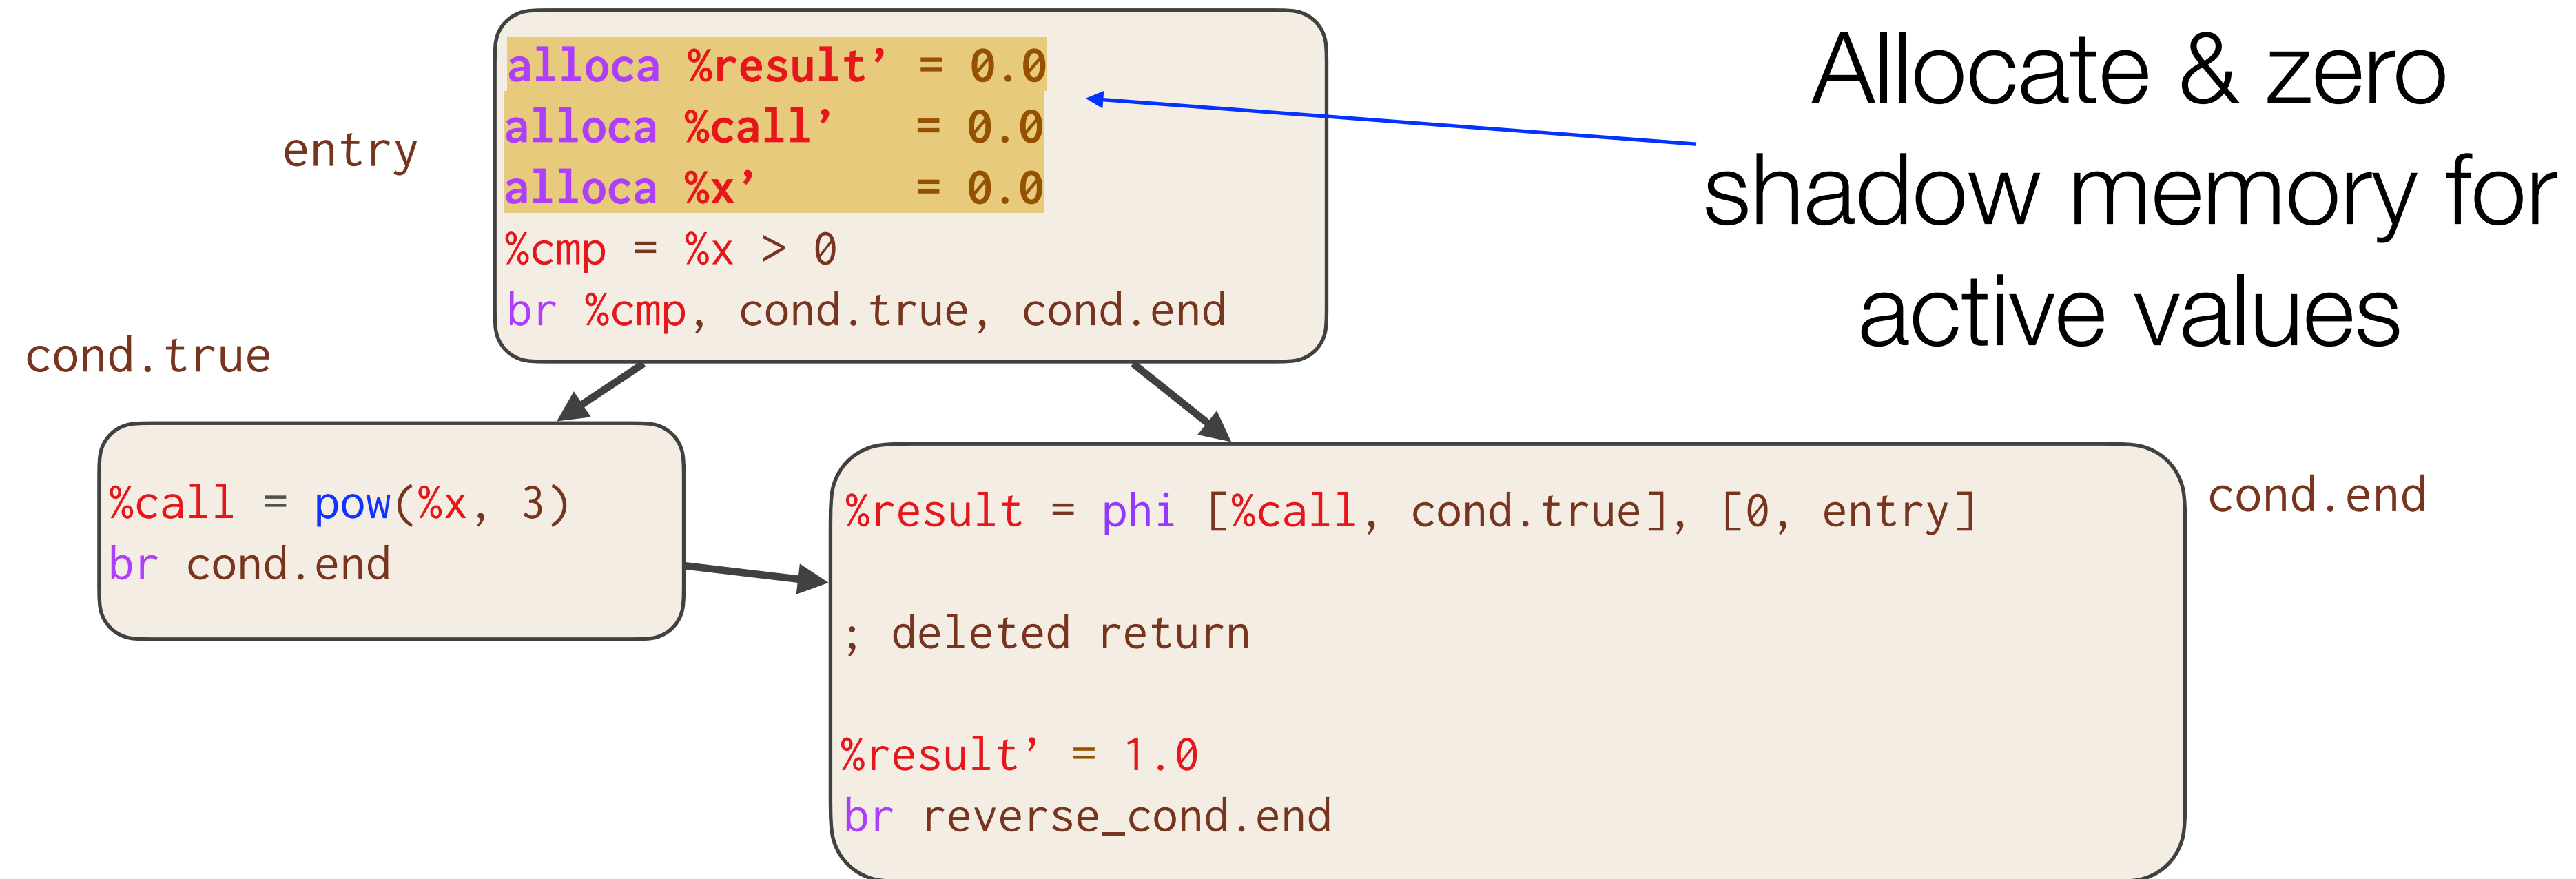 alloca %result’ = 0.0
alloca %call’ = 0.0
alloca %x’ = 0.0
%cmp = %x > 0
br %cmp, cond.true, cond.end
entry
Allocate & zero
shadow memory for
active values
cond.true
%call = pow(%x, 3)
br cond.end
%result = phi [%call, cond.true], [0, entry]
; deleted return
%result’ = 1.0
br reverse_cond.end
cond.end